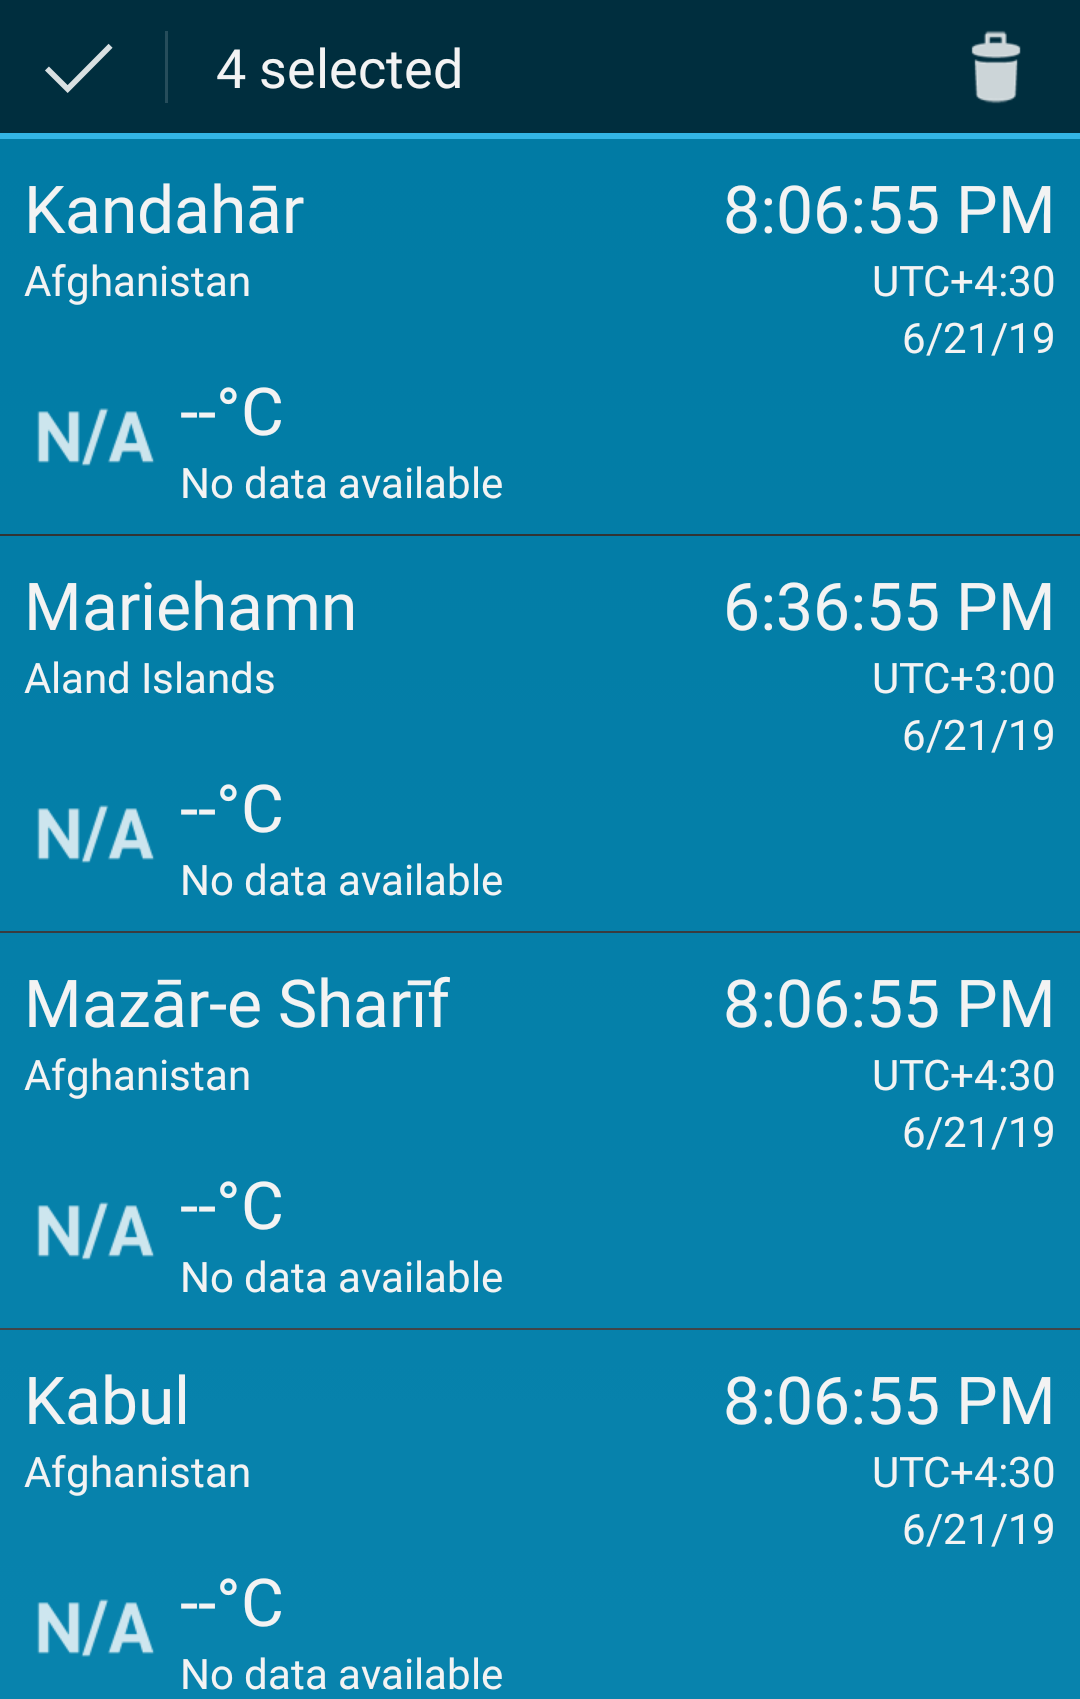 4 selected
Kandahār 8:06:55 PM
Afghanistan UTC+4:30
6/21/19
N/A --°C
No data available
Mariehamn 6:36:55 PM
Aland Islands UTC+3:00
6/21/19
N/A --°C
No data available
Mazār-e Sharīf 8:06:55 PM
Afghanistan UTC+4:30
6/21/19
N/A --°C
No data available
Kabul 8:06:55 PM
Afghanistan UTC+4:30
6/21/19
N/A --°C
No data available